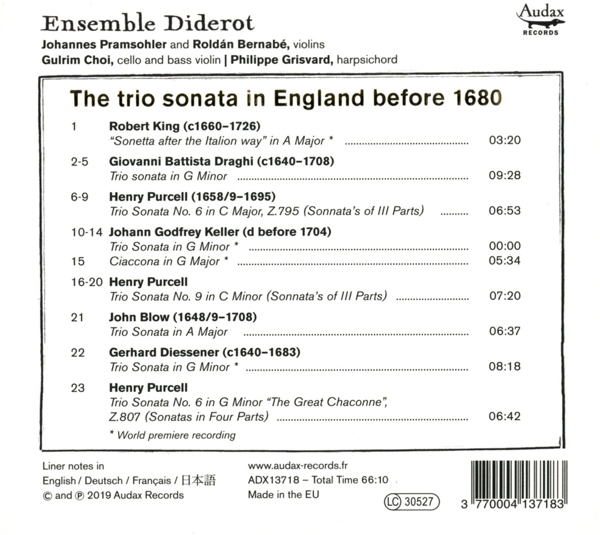 Ensemble Diderot
Audax
RECORDS
Johannes Pramsohler and Roldán Bernabé, violins
Gulrim Choi, cello and bass violin | Philippe Grisvard, harpsichord
The trio sonata in England before 1680
1 Robert King (c1660–1726)
"Sonetta after the Italion way" in A Major * 03:20
2-5 Giovanni Battista Draghi (c1640–1708)
Trio sonata in G Minor 09:28
6-9 Henry Purcell (1658/9–1695)
Trio Sonata No. 6 in C Major, Z.795 (Sonnata's of III Parts) 06:53
10-14 Johann Godfrey Keller (d before 1704)
Trio Sonata in G Minor * 00:00
15 Ciaccona in G Major * 05:34
16-20 Henry Purcell
Trio Sonata No. 9 in C Minor (Sonnata's of III Parts) 07:20
21 John Blow (1648/9–1708)
Trio Sonata in A Major 06:37
22 Gerhard Diessener (c1640–1683)
Trio Sonata in G Minor * 08:18
23 Henry Purcell
Trio Sonata No. 6 in G Minor "The Great Chaconne",
Z.807 (Sonatas in Four Parts) 06:42
* World premiere recording
Liner notes in
English / Deutsch / Français / 日本語
© and ℗ 2019 Audax Records
www.audax-records.fr
ADX13718 – Total Time 66:10
Made in the EU
LC 30527
3 770004 137183